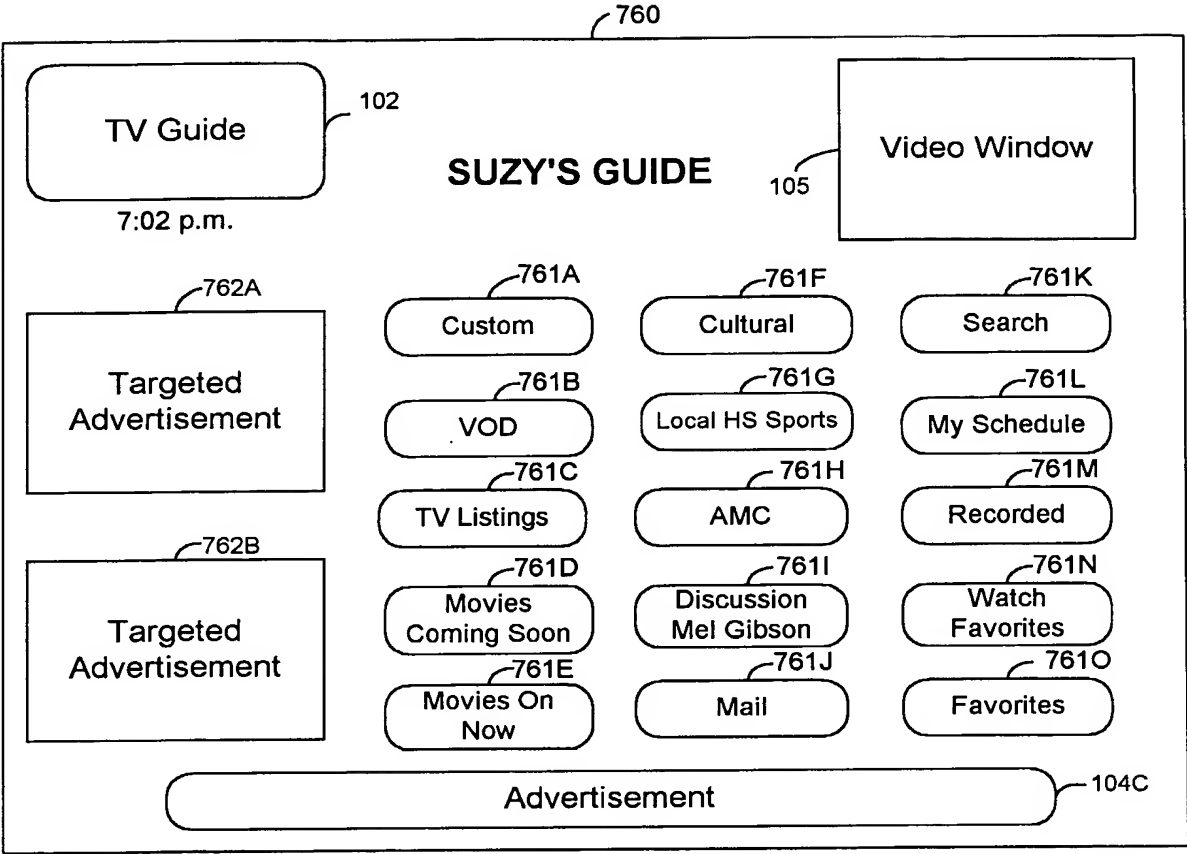 760
TV Guide
102
7:02 p.m.
SUZY'S GUIDE
Video Window
105
762A
Targeted
Advertisement
762B
Targeted
Advertisement
761A
Custom
761F
Cultural
761K
Search
761B
VOD
761G
Local HS Sports
761L
My Schedule
761C
TV Listings
761H
AMC
761M
Recorded
761D
Movies
Coming Soon
761I
Discussion
Mel Gibson
761N
Watch
Favorites
761E
Movies On
Now
761J
Mail
761O
Favorites
Advertisement
104C